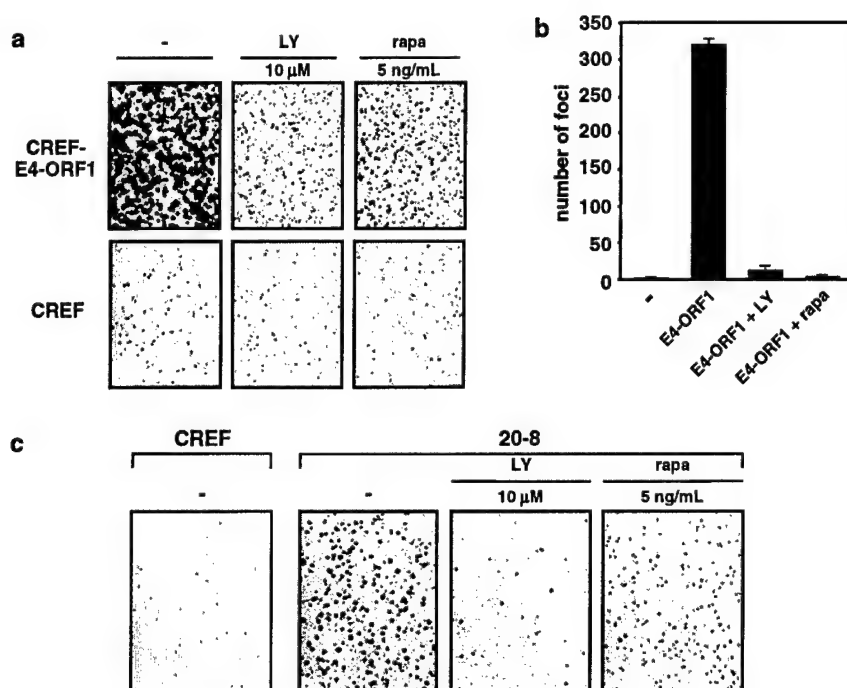 a
- LY rapa
10 µM 5 ng/mL
CREF-
E4-ORF1
CREF
b
number of foci
350
300
250
200
150
100
50
0
-
E4-ORF1
E4-ORF1 + LY
E4-ORF1 + rapa
c
CREF 20-8
LY rapa
- - 10 µM 5 ng/mL